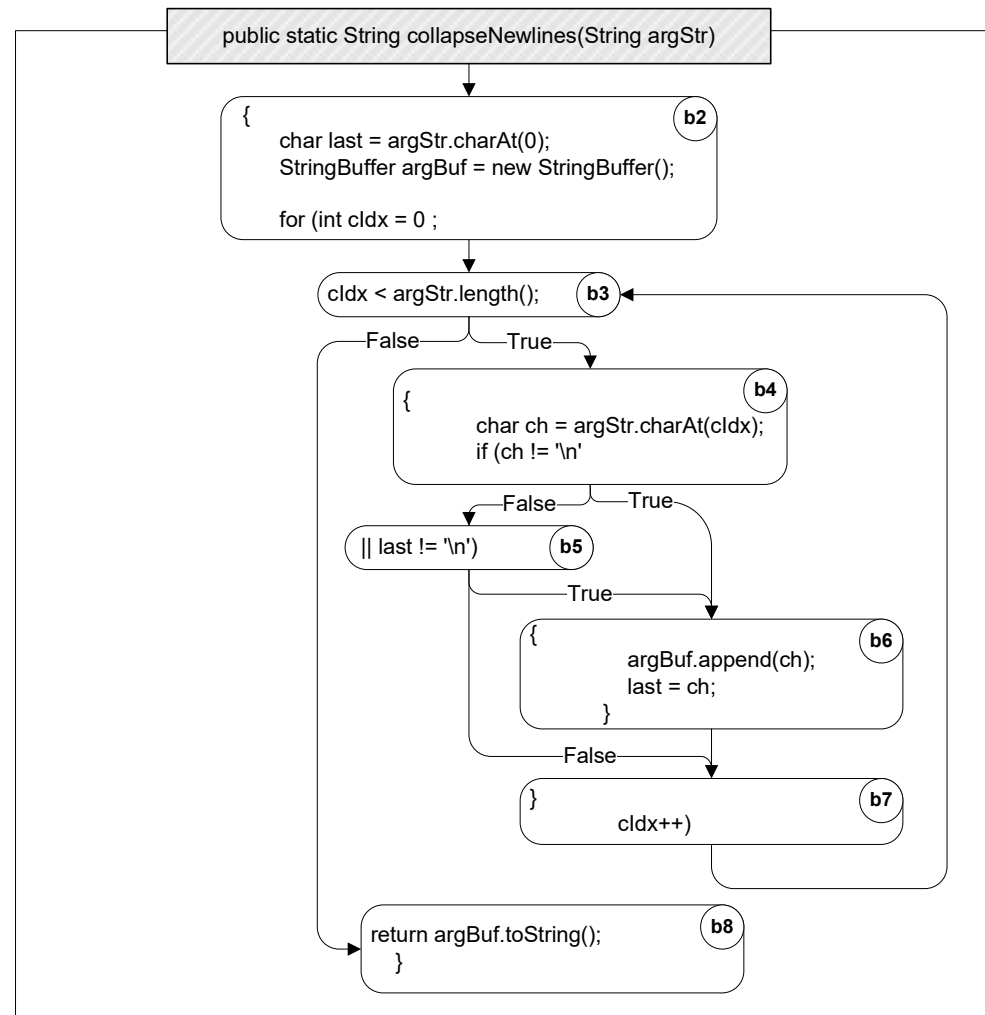 public static String collapseNewlines(String argStr)
{
b2
char last = argStr.charAt(0);
StringBuffer argBuf = new StringBuffer();
for (int cIdx = 0 ;
cIdx < argStr.length();
b3
False
True
b4
{
char ch = argStr.charAt(cIdx);
if (ch != '\n'
False
True
|| last != '\n')
b5
True
{
b6
argBuf.append(ch);
last = ch;
}
False
}
b7
cIdx++)
b8
return argBuf.toString();
}